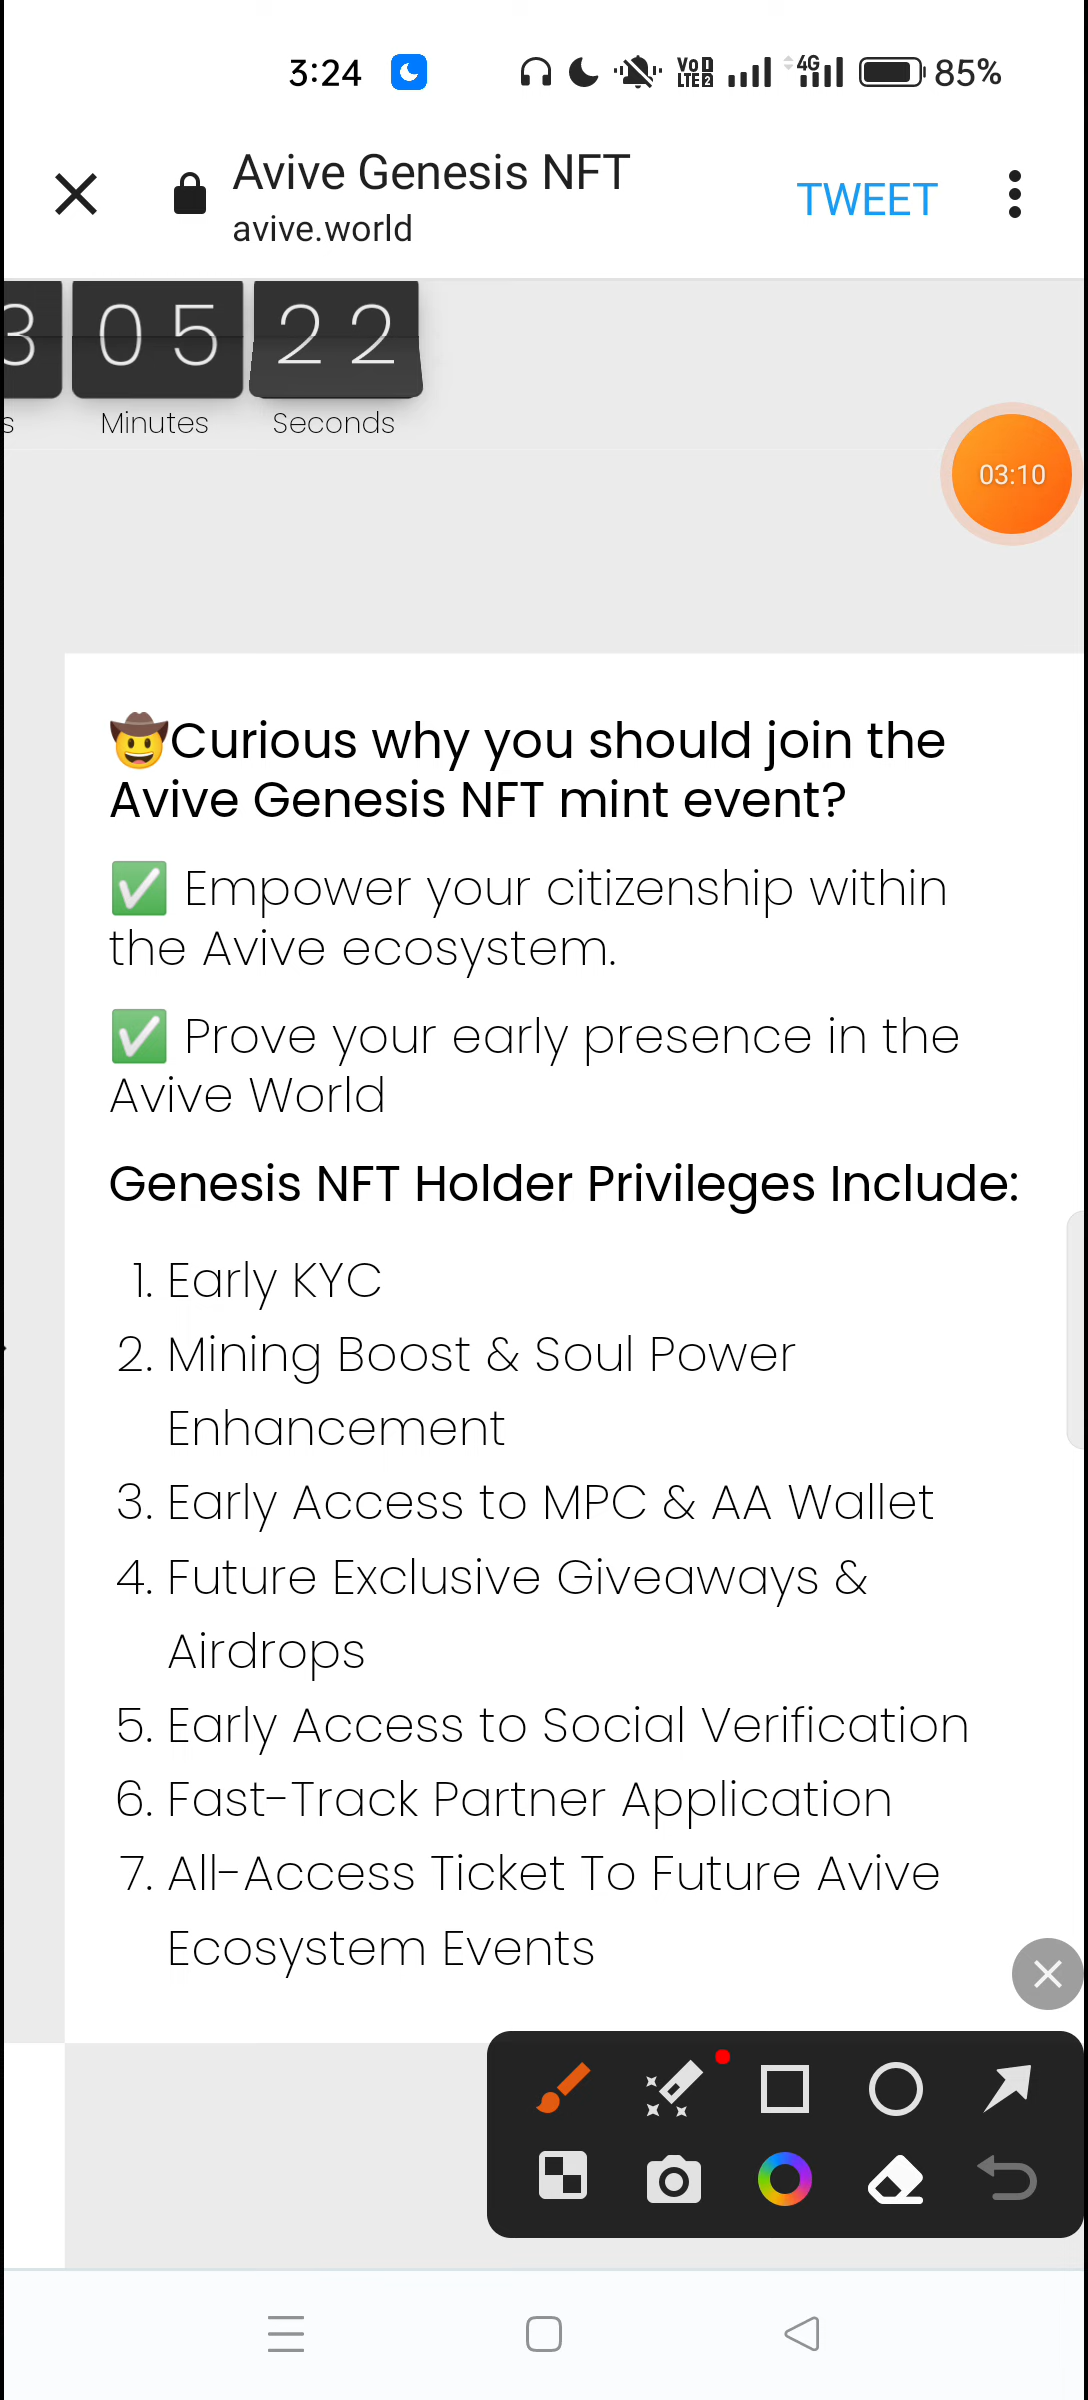 3:24 Vo D LTE 2 4G 85%
Avive Genesis NFT
avive.world
TWEET
3 05 22
s Minutes Seconds
03:10
🤠Curious why you should join the
Avive Genesis NFT mint event?
✅ Empower your citizenship within
the Avive ecosystem.
✅ Prove your early presence in the
Avive World
Genesis NFT Holder Privileges Include:
1. Early KYC
2. Mining Boost & Soul Power
Enhancement
3. Early Access to MPC & AA Wallet
4. Future Exclusive Giveaways &
Airdrops
5. Early Access to Social Verification
6. Fast-Track Partner Application
7. All-Access Ticket To Future Avive
Ecosystem Events